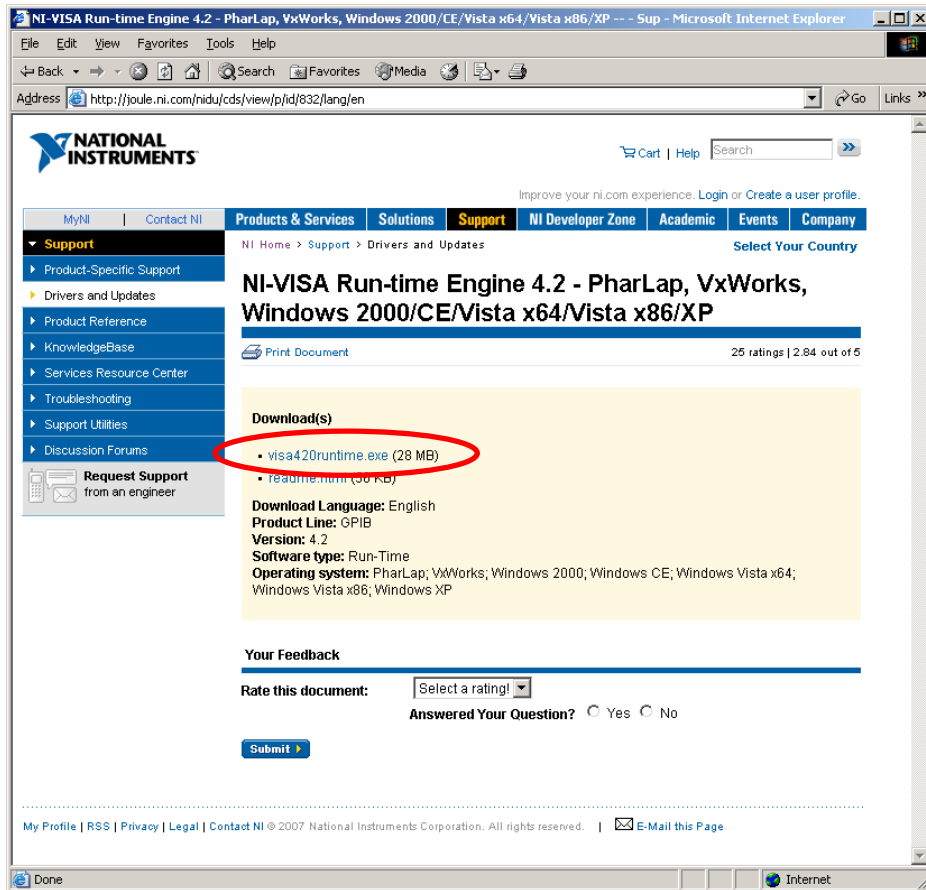 NI-VISA Run-time Engine 4.2 - PharLap, VxWorks, Windows 2000/CE/Vista x64/Vista x86/XP -- - Sup - Microsoft Internet Explorer
File Edit View Favorites Tools Help
Back Search Favorites Media
Address http://joule.ni.com/nidu/cds/view/p/id/832/lang/en Go Links »
NATIONAL
INSTRUMENTS
Cart | Help Search
Improve your ni.com experience. Login or Create a user profile.
MyNI | Contact NI Products & Services Solutions Support NI Developer Zone Academic Events Company
Support
NI Home > Support > Drivers and Updates
Select Your Country
Product-Specific Support
Drivers and Updates
Product Reference
KnowledgeBase
Services Resource Center
Troubleshooting
Support Utilities
Discussion Forums
Request Support
from an engineer
NI-VISA Run-time Engine 4.2 - PharLap, VxWorks,
Windows 2000/CE/Vista x64/Vista x86/XP
Print Document
25 ratings | 2.84 out of 5
Download(s)
▪ visa420runtime.exe (28 MB)
▪ readme.html (36 KB)
Download Language: English
Product Line: GPIB
Version: 4.2
Software type: Run-Time
Operating system: PharLap; VxWorks; Windows 2000; Windows CE; Windows Vista x64;
Windows Vista x86; Windows XP
Your Feedback
Rate this document: Select a rating!
Answered Your Question? Yes No
Submit
My Profile | RSS | Privacy | Legal | Contact NI © 2007 National Instruments Corporation. All rights reserved. | E-Mail this Page
Done Internet